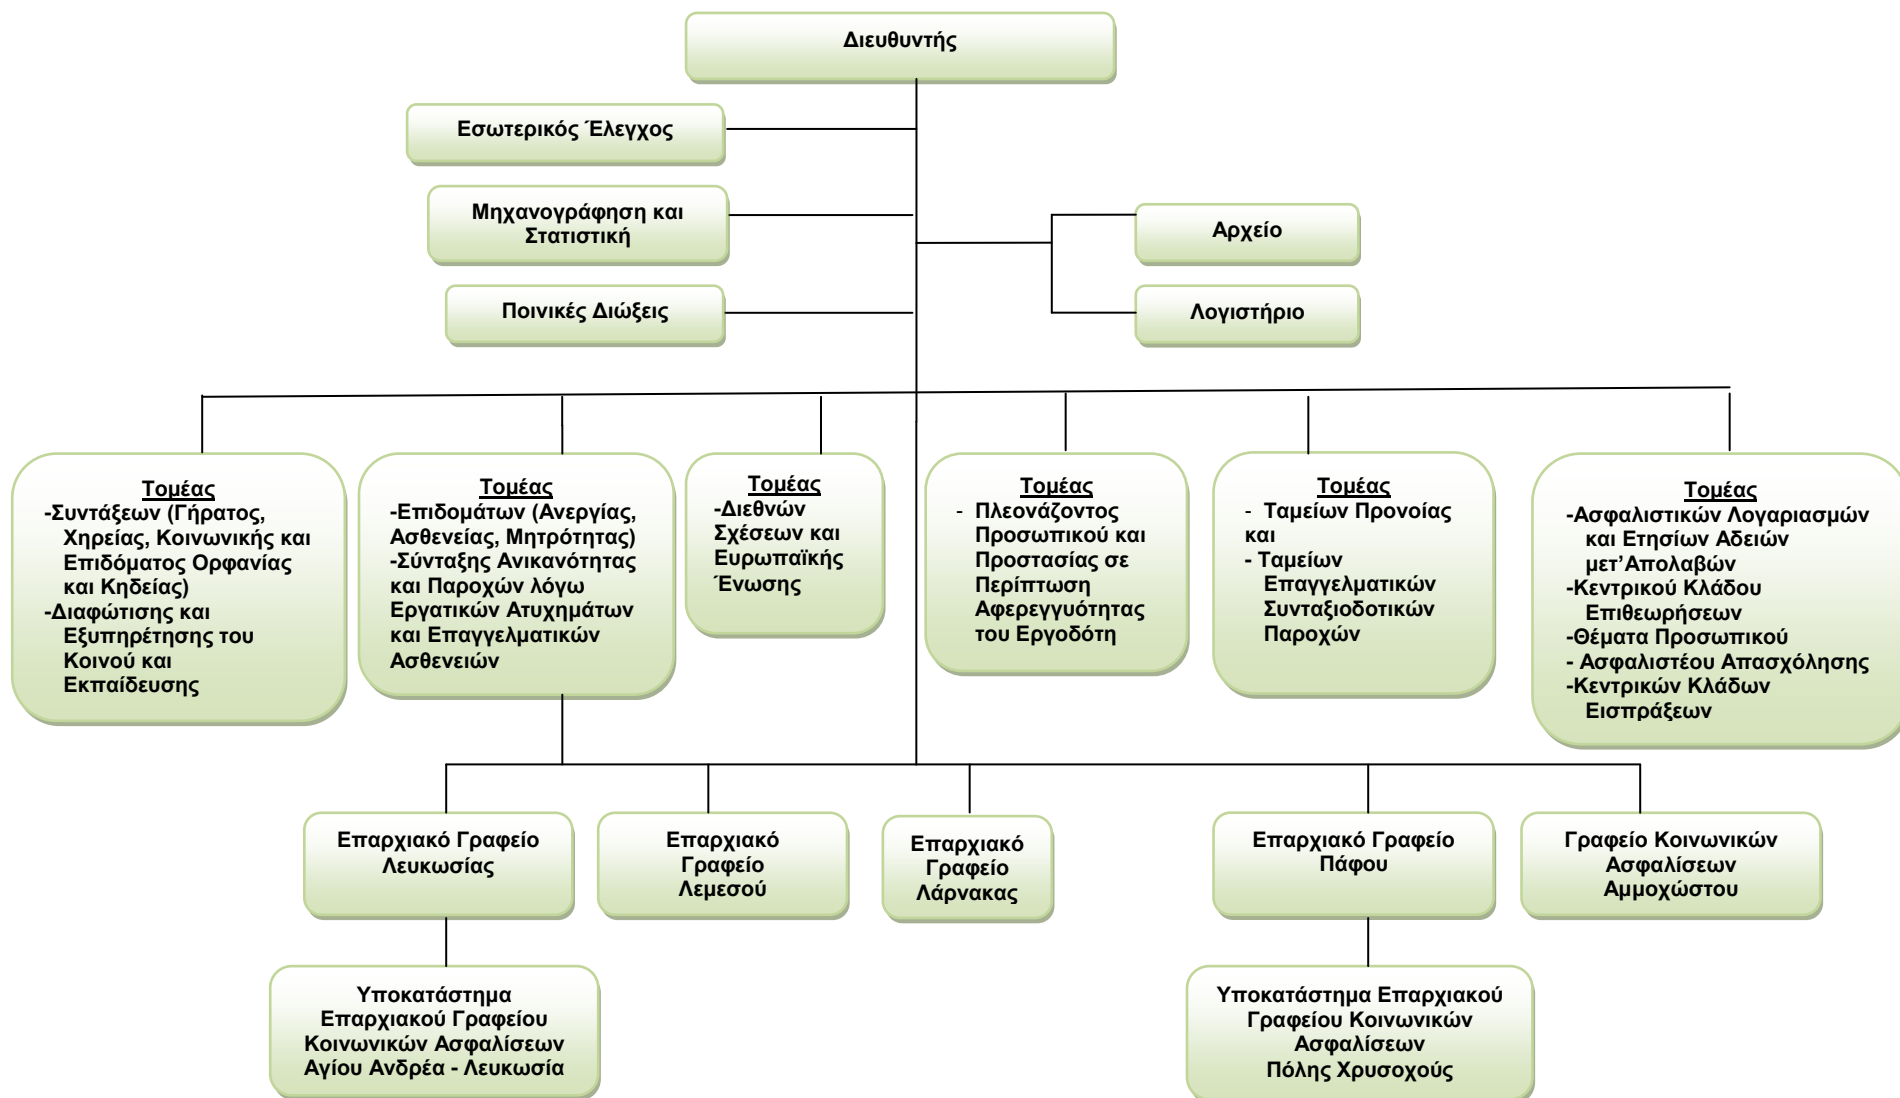 Διευθυντής
Εσωτερικός Έλεγχος
Μηχανογράφηση και
Στατιστική
Αρχείο
Ποινικές Διώξεις
Λογιστήριο
Τομέας
-Συντάξεων (Γήρατος,
Χηρείας, Κοινωνικής και
Επιδόματος Ορφανίας
και Κηδείας)
-Διαφώτισης και
Εξυπηρέτησης του
Κοινού και
Εκπαίδευσης
Τομέας
-Επιδομάτων (Ανεργίας,
Ασθενείας, Μητρότητας)
-Σύνταξης Ανικανότητας
και Παροχών λόγω
Εργατικών Ατυχημάτων
και Επαγγελματικών
Ασθενειών
Τομέας
-Διεθνών
Σχέσεων και
Ευρωπαϊκής
Ένωσης
Τομέας
- Πλεονάζοντος
Προσωπικού και
Προστασίας σε
Περίπτωση
Αφερεγγυότητας
του Εργοδότη
Τομέας
- Ταμείων Προνοίας
και
- Ταμείων
Επαγγελματικών
Συνταξιοδοτικών
Παροχών
Τομέας
-Ασφαλιστικών Λογαριασμών
και Ετησίων Αδειών
μετ’Απολαβών
-Κεντρικού Κλάδου
Επιθεωρήσεων
-Θέματα Προσωπικού
- Ασφαλιστέου Απασχόλησης
-Κεντρικών Κλάδων
Εισπράξεων
Επαρχιακό Γραφείο
Λευκωσίας
Επαρχιακό
Γραφείο
Λεμεσού
Επαρχιακό
Γραφείο
Λάρνακας
Επαρχιακό Γραφείο
Πάφου
Γραφείο Κοινωνικών
Ασφαλίσεων
Αμμοχώστου
Υποκατάστημα
Επαρχιακού Γραφείου
Κοινωνικών Ασφαλίσεων
Αγίου Ανδρέα - Λευκωσία
Υποκατάστημα Επαρχιακού
Γραφείου Κοινωνικών
Ασφαλίσεων
Πόλης Χρυσοχούς